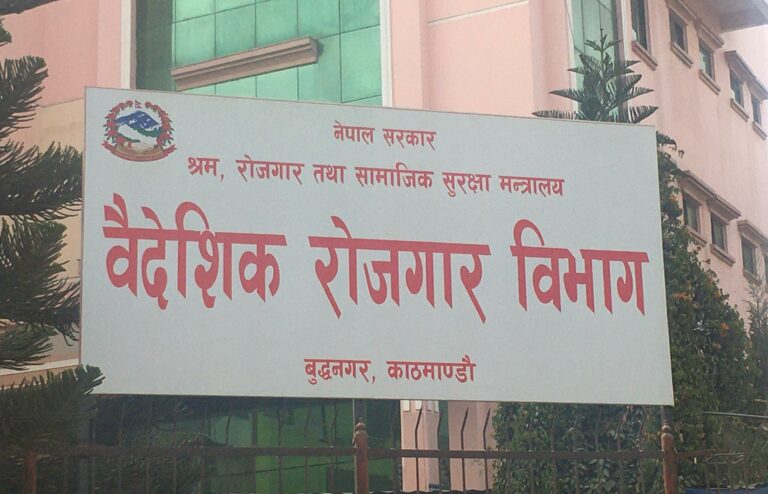 नेपाल सरकार
श्रम, रोजगार तथा सामाजिक सुरक्षा मन्त्रालय
वैदेशिक रोजगार विभाग
बुद्धनगर, काठमाण्डौ